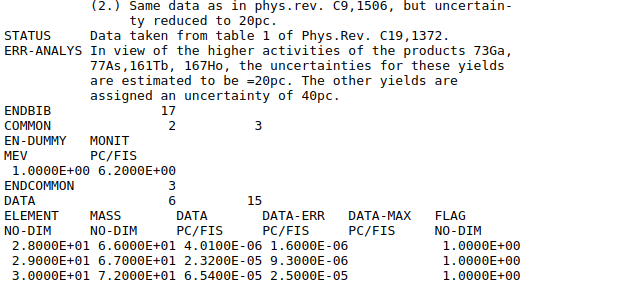 (2.) Same data as in phys.rev. C9,1506, but uncertain-
ty reduced to 20pc.
STATUS Data taken from table 1 of Phys.Rev. C19,1372.
ERR-ANALYS In view of the higher activities of the products 73Ga,
77As,161Tb, 167Ho, the uncertainties for these yields
are estimated to be =20pc. The other yields are
assigned an uncertainty of 40pc.
ENDBIB 17
COMMON 2 3
EN-DUMMY MONIT
MEV PC/FIS
1.0000E+00 6.2000E+00
ENDCOMMON 3
DATA 6 15
ELEMENT MASS DATA DATA-ERR DATA-MAX FLAG
NO-DIM NO-DIM PC/FIS PC/FIS PC/FIS NO-DIM
2.8000E+01 6.6000E+01 4.0100E-06 1.6000E-06 1.0000E+00
2.9000E+01 6.7000E+01 2.3200E-05 9.3000E-06 1.0000E+00
3.0000E+01 7.2000E+01 6.5400E-05 2.5000E-05 1.0000E+00